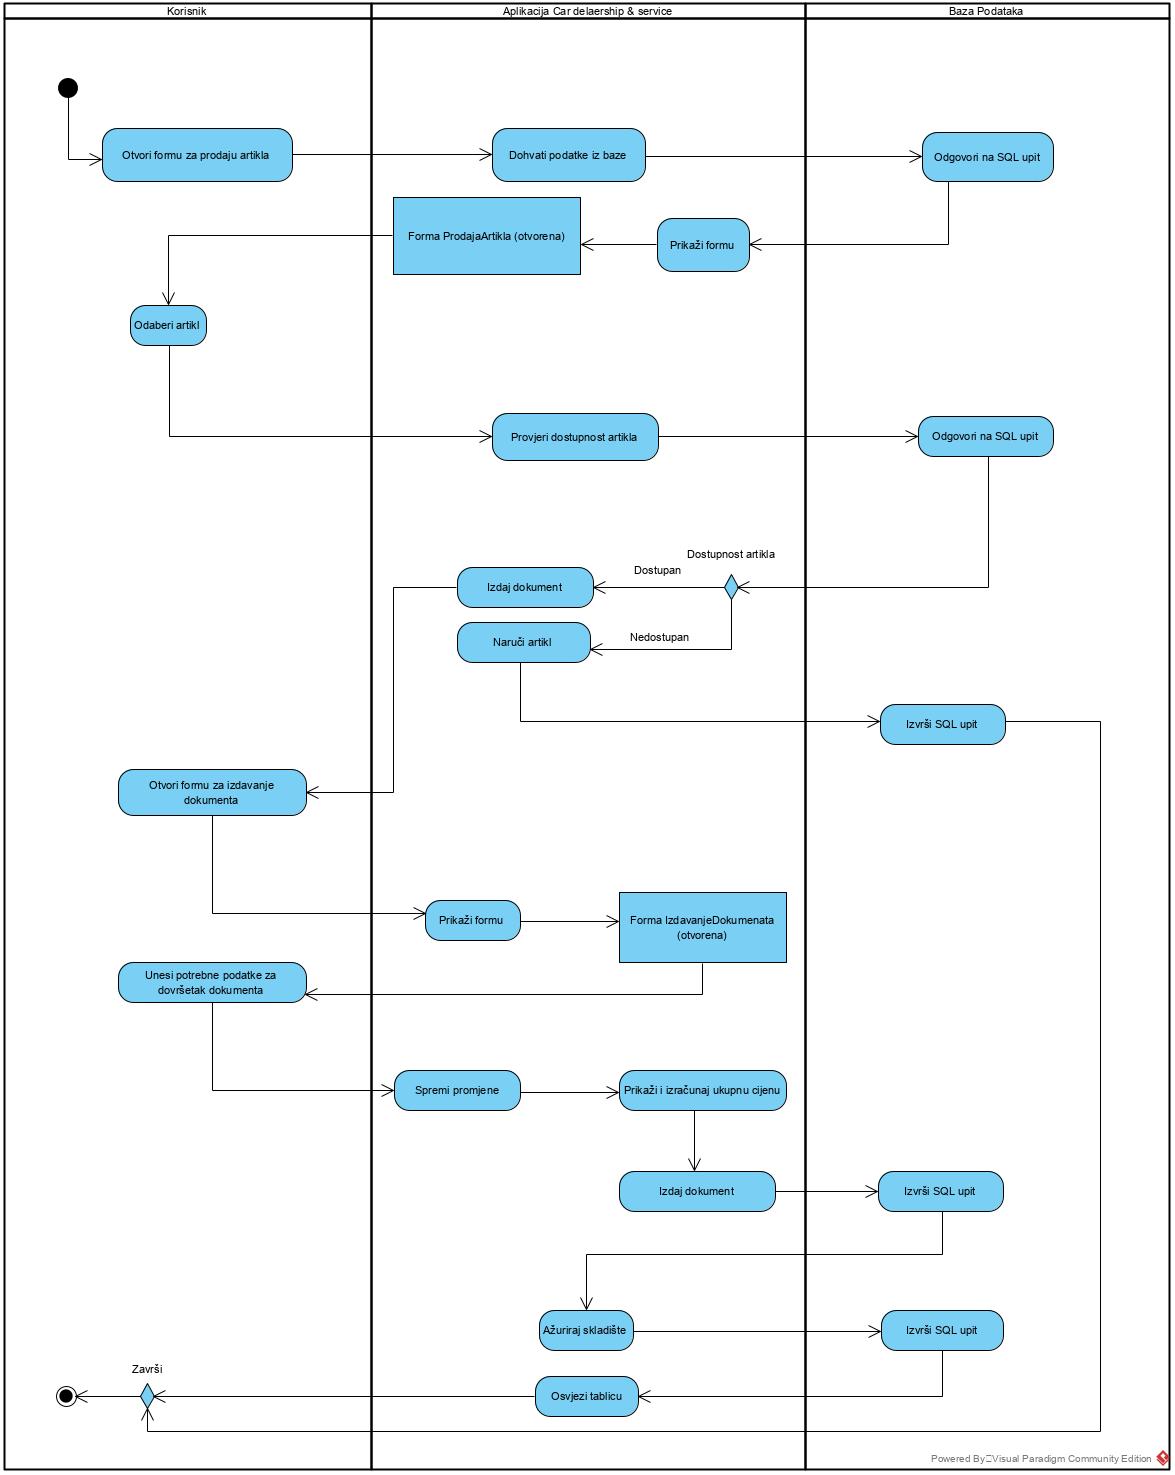 Korisnik
Aplikacija Car delaership & service
Baza Podataka
Otvori formu za prodaju artikla
Dohvati podatke iz baze
Odgovori na SQL upit
Forma ProdajaArtikla (otvorena)
Prikaži formu
Odaberi artikl
Provjeri dostupnost artikla
Odgovori na SQL upit
Dostupnost artikla
Dostupan
Izdaj dokument
Nedostupan
Naruči artikl
Izvrši SQL upit
Otvori formu za izdavanje
dokumenta
Prikaži formu
Forma IzdavanjeDokumenata
(otvorena)
Unesi potrebne podatke za
dovršetak dokumenta
Spremi promjene
Prikaži i izračunaj ukupnu cijenu
Izdaj dokument
Izvrši SQL upit
Ažuriraj skladište
Izvrši SQL upit
Završi
Osvjezi tablicu
Powered By Visual Paradigm Community Edition